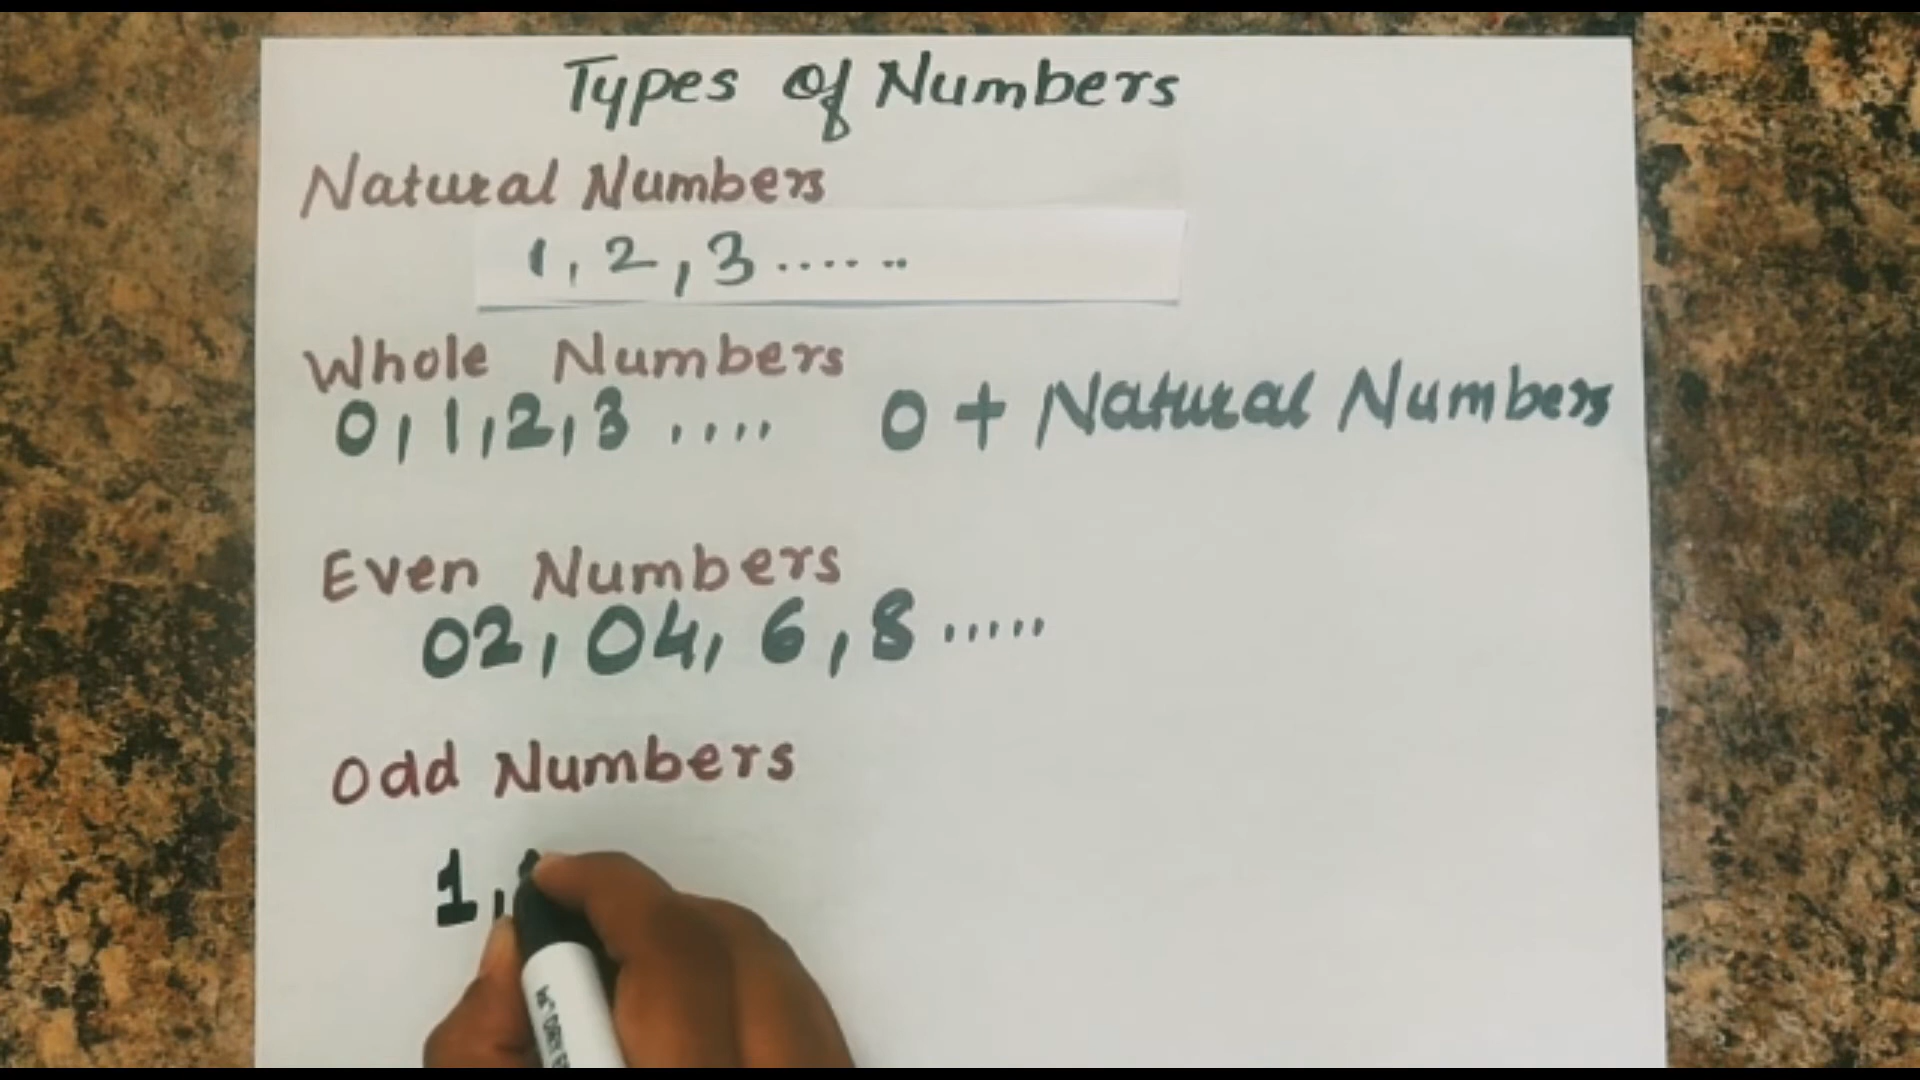 Types of Numbers
Natural Numbers
1, 2, 3.......
Whole Numbers
0, 1, 2, 3 .... 0 + Natural Numbers
Even Numbers
02, 04, 6, 8 .....
Odd Numbers
1,
DRY